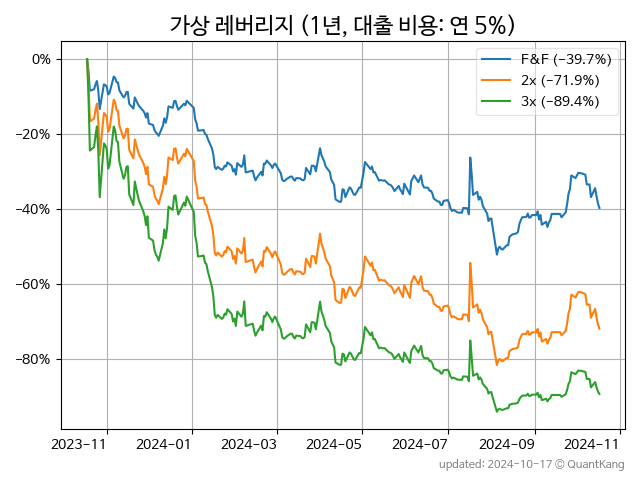 가상 레버리지 (1년, 대출 비용: 연 5%)
F&F (−39.7%)
2x (−71.9%)
3x (−89.4%)
0%
−20%
−40%
−60%
−80%
2023-11 2024-01 2024-03 2024-05 2024-07 2024-09 2024-11
updated: 2024-10-17 © QuantKang